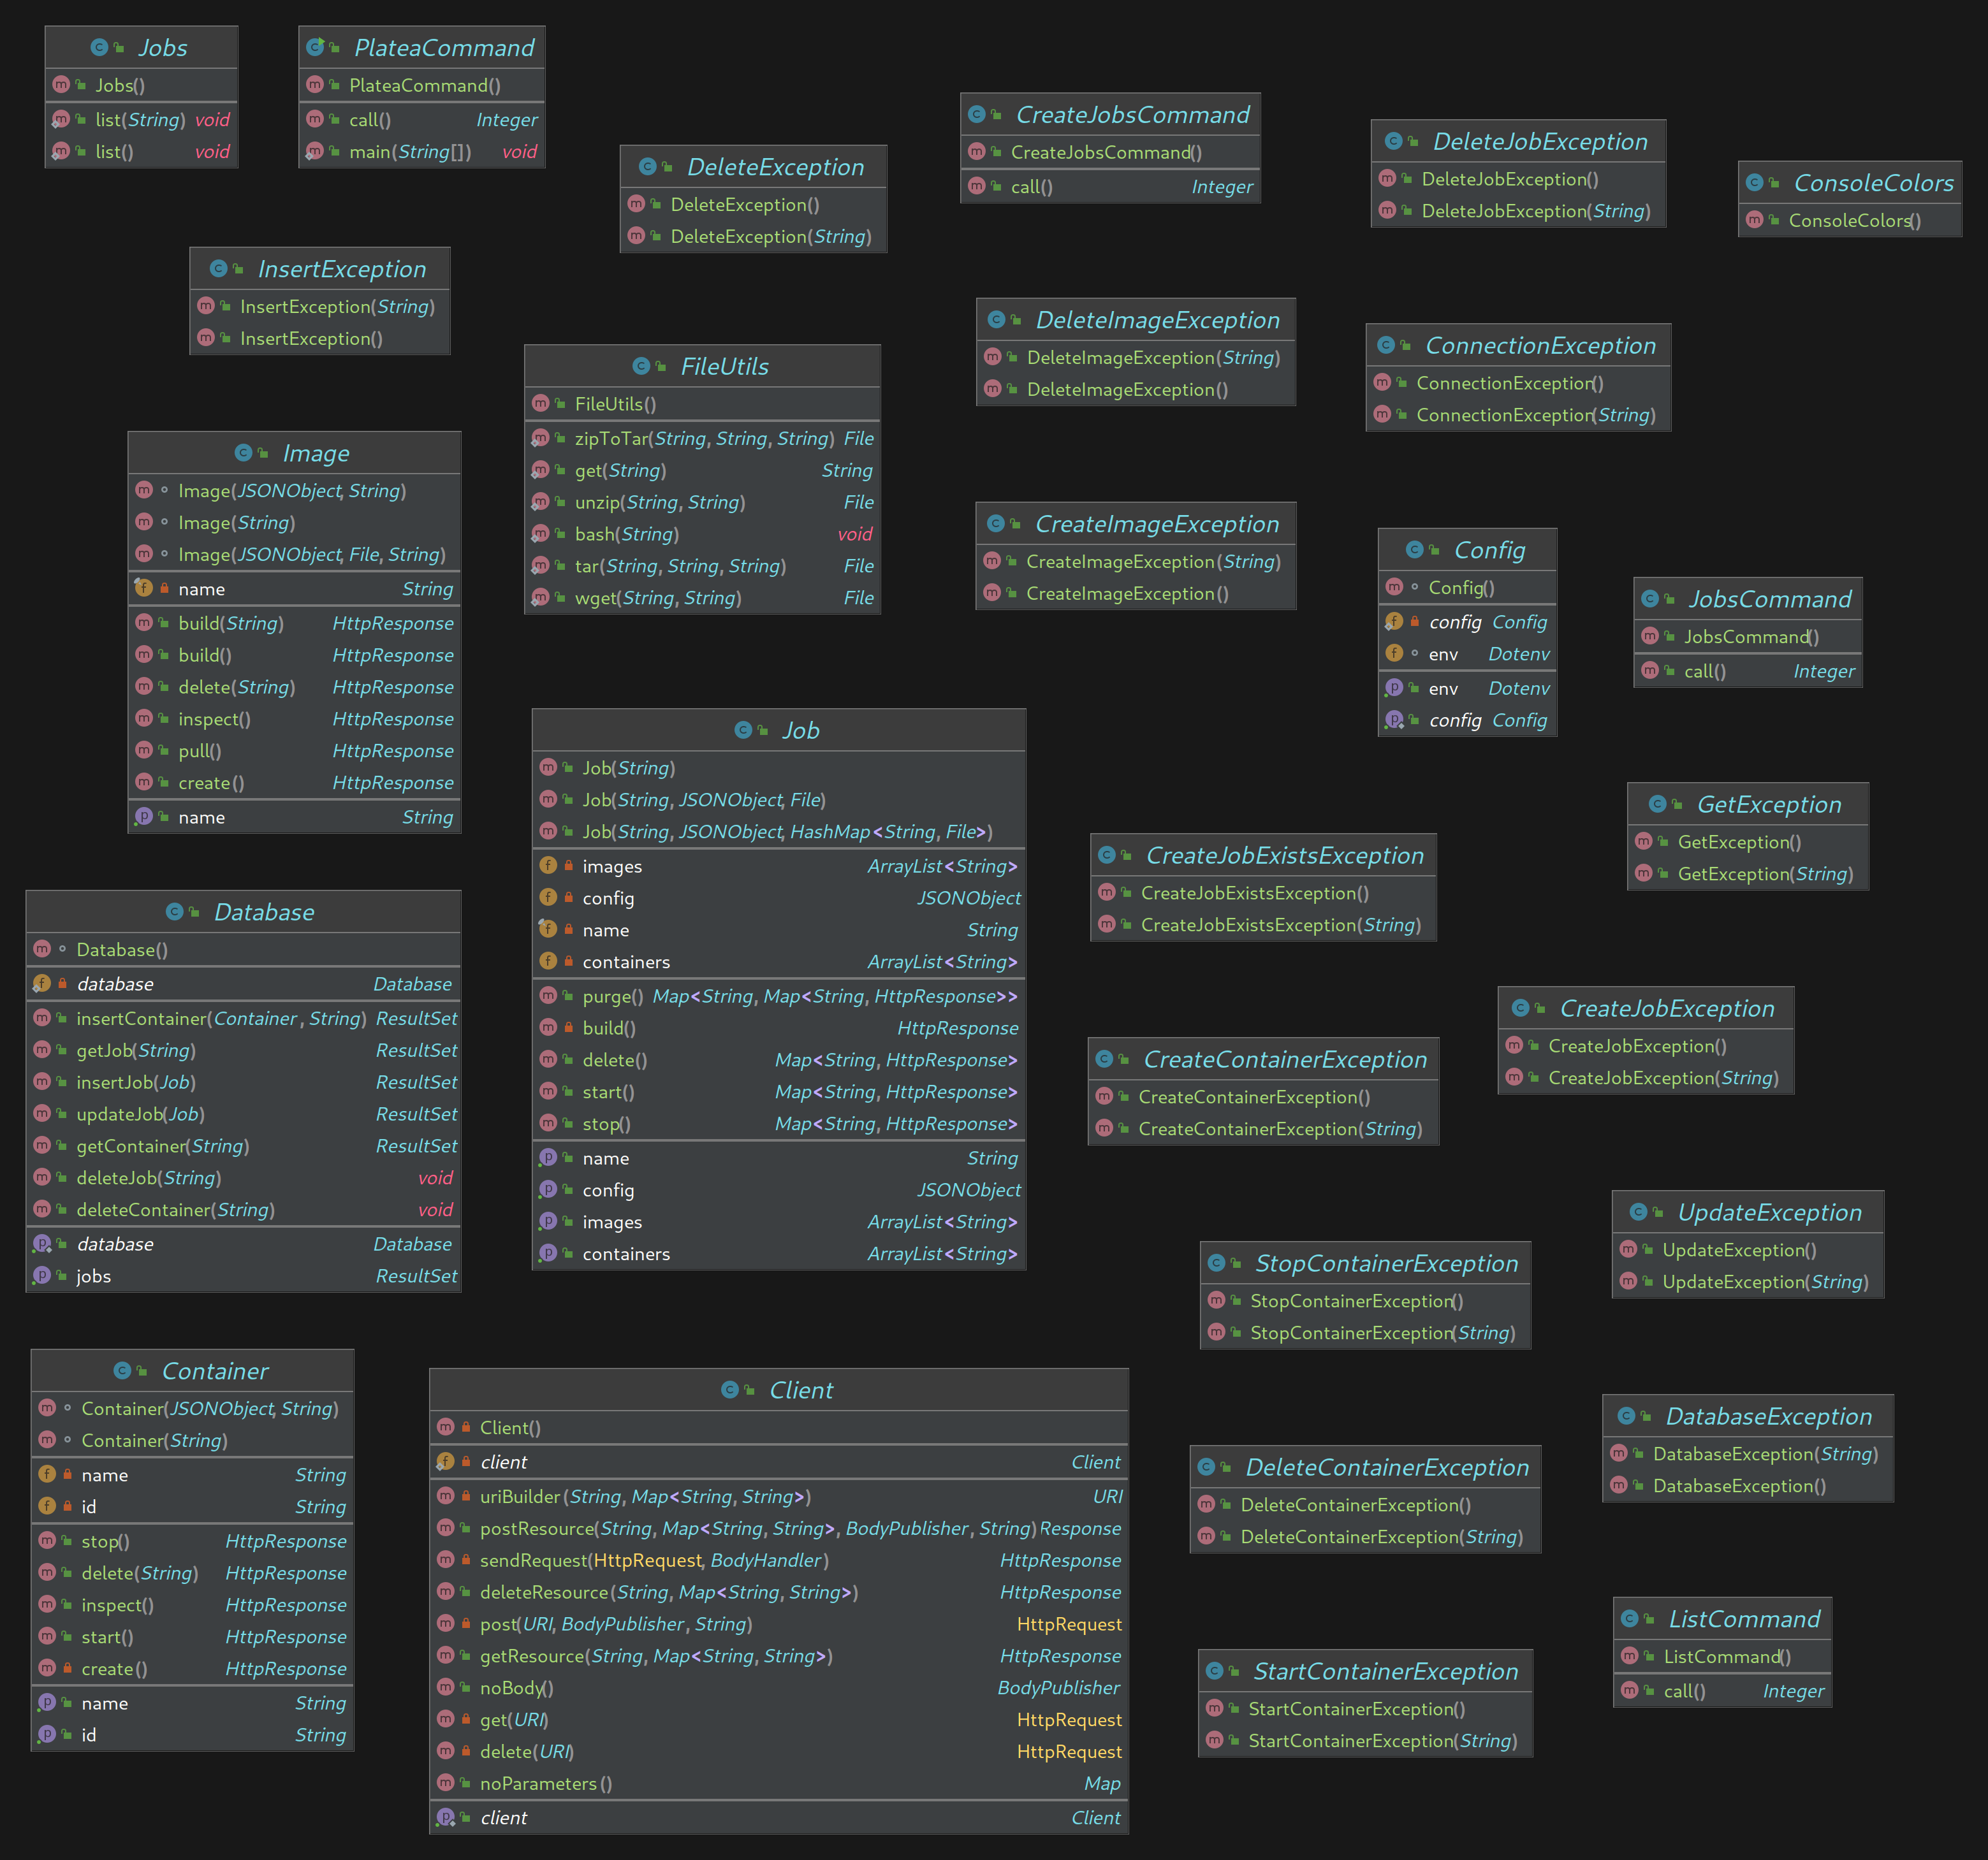 Jobs
Jobs()
list(String) void
list() void
PlateaCommand
PlateaCommand()
call() Integer
main(String[]) void
DeleteException
DeleteException()
DeleteException(String)
CreateJobsCommand
CreateJobsCommand()
call() Integer
DeleteJobException
DeleteJobException()
DeleteJobException(String)
ConsoleColors
ConsoleColors()
InsertException
InsertException(String)
InsertException()
FileUtils
FileUtils()
zipToTar(String, String, String) File
get(String) String
unzip(String, String) File
bash(String) void
tar(String, String, String) File
wget(String, String) File
DeleteImageException
DeleteImageException(String)
DeleteImageException()
ConnectionException
ConnectionException()
ConnectionException(String)
Image
Image(JSONObject, String)
Image(String)
Image(JSONObject, File, String)
name String
build(String) HttpResponse
build() HttpResponse
delete(String) HttpResponse
inspect() HttpResponse
pull() HttpResponse
create() HttpResponse
name String
CreateImageException
CreateImageException(String)
CreateImageException()
Config
Config()
config Config
env Dotenv
env Dotenv
config Config
JobsCommand
JobsCommand()
call() Integer
Job
Job(String)
Job(String, JSONObject, File)
Job(String, JSONObject, HashMap<String, File>)
images ArrayList<String>
config JSONObject
name String
containers ArrayList<String>
purge() Map<String, Map<String, HttpResponse>>
build() HttpResponse
delete() Map<String, HttpResponse>
start() Map<String, HttpResponse>
stop() Map<String, HttpResponse>
name String
config JSONObject
images ArrayList<String>
containers ArrayList<String>
GetException
GetException()
GetException(String)
CreateJobExistsException
CreateJobExistsException()
CreateJobExistsException(String)
Database
Database()
database Database
insertContainer(Container, String) ResultSet
getJob(String) ResultSet
insertJob(Job) ResultSet
updateJob(Job) ResultSet
getContainer(String) ResultSet
deleteJob(String) void
deleteContainer(String) void
database Database
jobs ResultSet
CreateJobException
CreateJobException()
CreateJobException(String)
CreateContainerException
CreateContainerException()
CreateContainerException(String)
UpdateException
UpdateException()
UpdateException(String)
StopContainerException
StopContainerException()
StopContainerException(String)
Container
Container(JSONObject, String)
Container(String)
name String
id String
stop() HttpResponse
delete(String) HttpResponse
inspect() HttpResponse
start() HttpResponse
create() HttpResponse
name String
id String
Client
Client()
client Client
uriBuilder(String, Map<String, String>) URI
postResource(String, Map<String, String>, BodyPublisher, String) Response
sendRequest(HttpRequest, BodyHandler) HttpResponse
deleteResource(String, Map<String, String>) HttpResponse
post(URI, BodyPublisher, String) HttpRequest
getResource(String, Map<String, String>) HttpResponse
noBody() BodyPublisher
get(URI) HttpRequest
delete(URI) HttpRequest
noParameters() Map
client Client
DatabaseException
DatabaseException(String)
DatabaseException()
DeleteContainerException
DeleteContainerException()
DeleteContainerException(String)
ListCommand
ListCommand()
call() Integer
StartContainerException
StartContainerException()
StartContainerException(String)